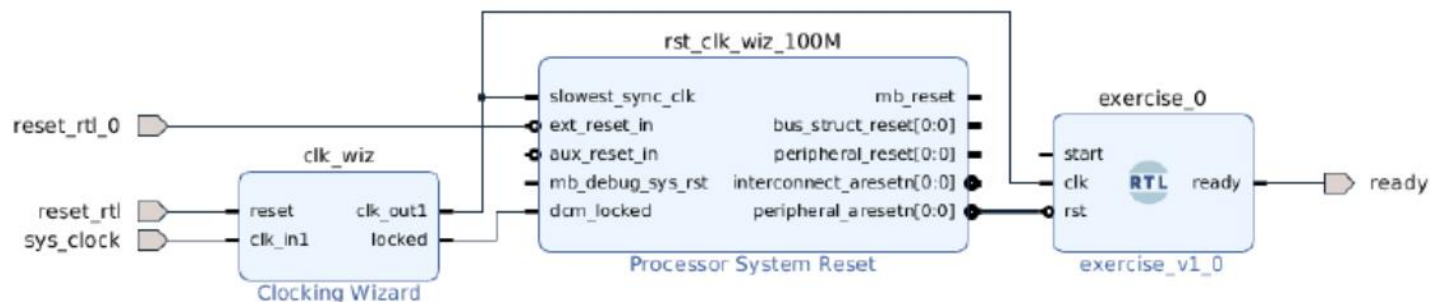 rst_clk_wiz_100M
slowest_sync_clk mb_reset
reset_rtl_0 ext_reset_in bus_struct_reset[0:0]
aux_reset_in peripheral_reset[0:0]
mb_debug_sys_rst interconnect_aresetn[0:0]
dcm_locked peripheral_aresetn[0:0]
Processor System Reset
clk_wiz
reset_rtl reset clk_out1
sys_clock clk_in1 locked
Clocking Wizard
exercise_0
start
clk RTL ready ready
rst
exercise_v1_0